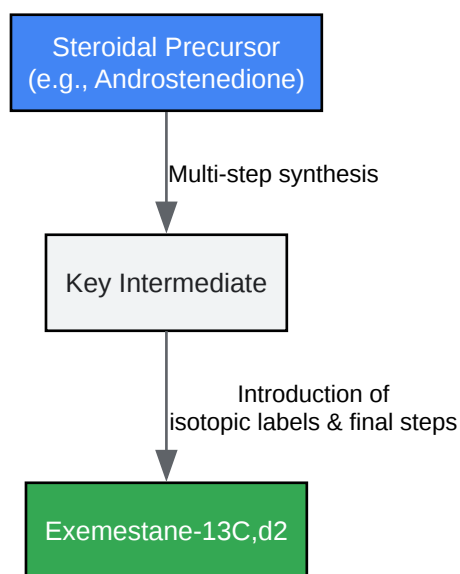 Steroidal Precursor
(e.g., Androstenedione)
Multi-step synthesis
Key Intermediate
Introduction of
isotopic labels & final steps
Exemestane-13C,d2